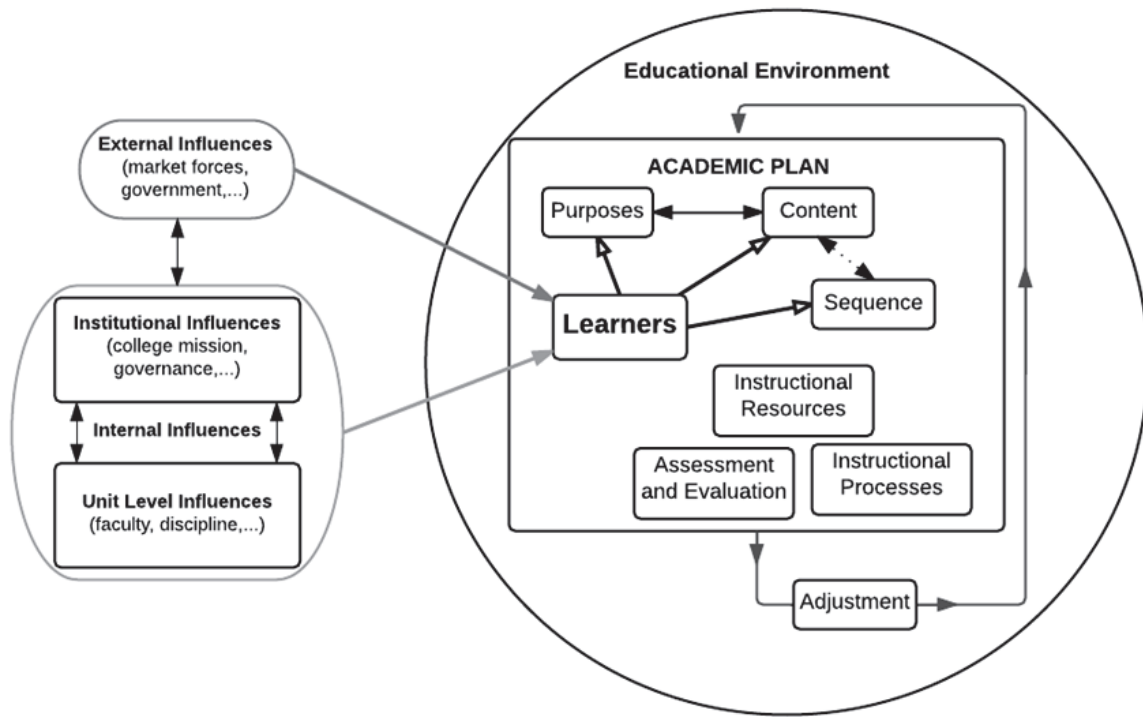 Educational Environment
External Influences
(market forces,
government,...)
ACADEMIC PLAN
Purposes
Content
Learners
Sequence
Institutional Influences
(college mission,
governance,...)
Internal Influences
Unit Level Influences
(faculty, discipline,...)
Instructional
Resources
Assessment
and Evaluation
Instructional
Processes
Adjustment